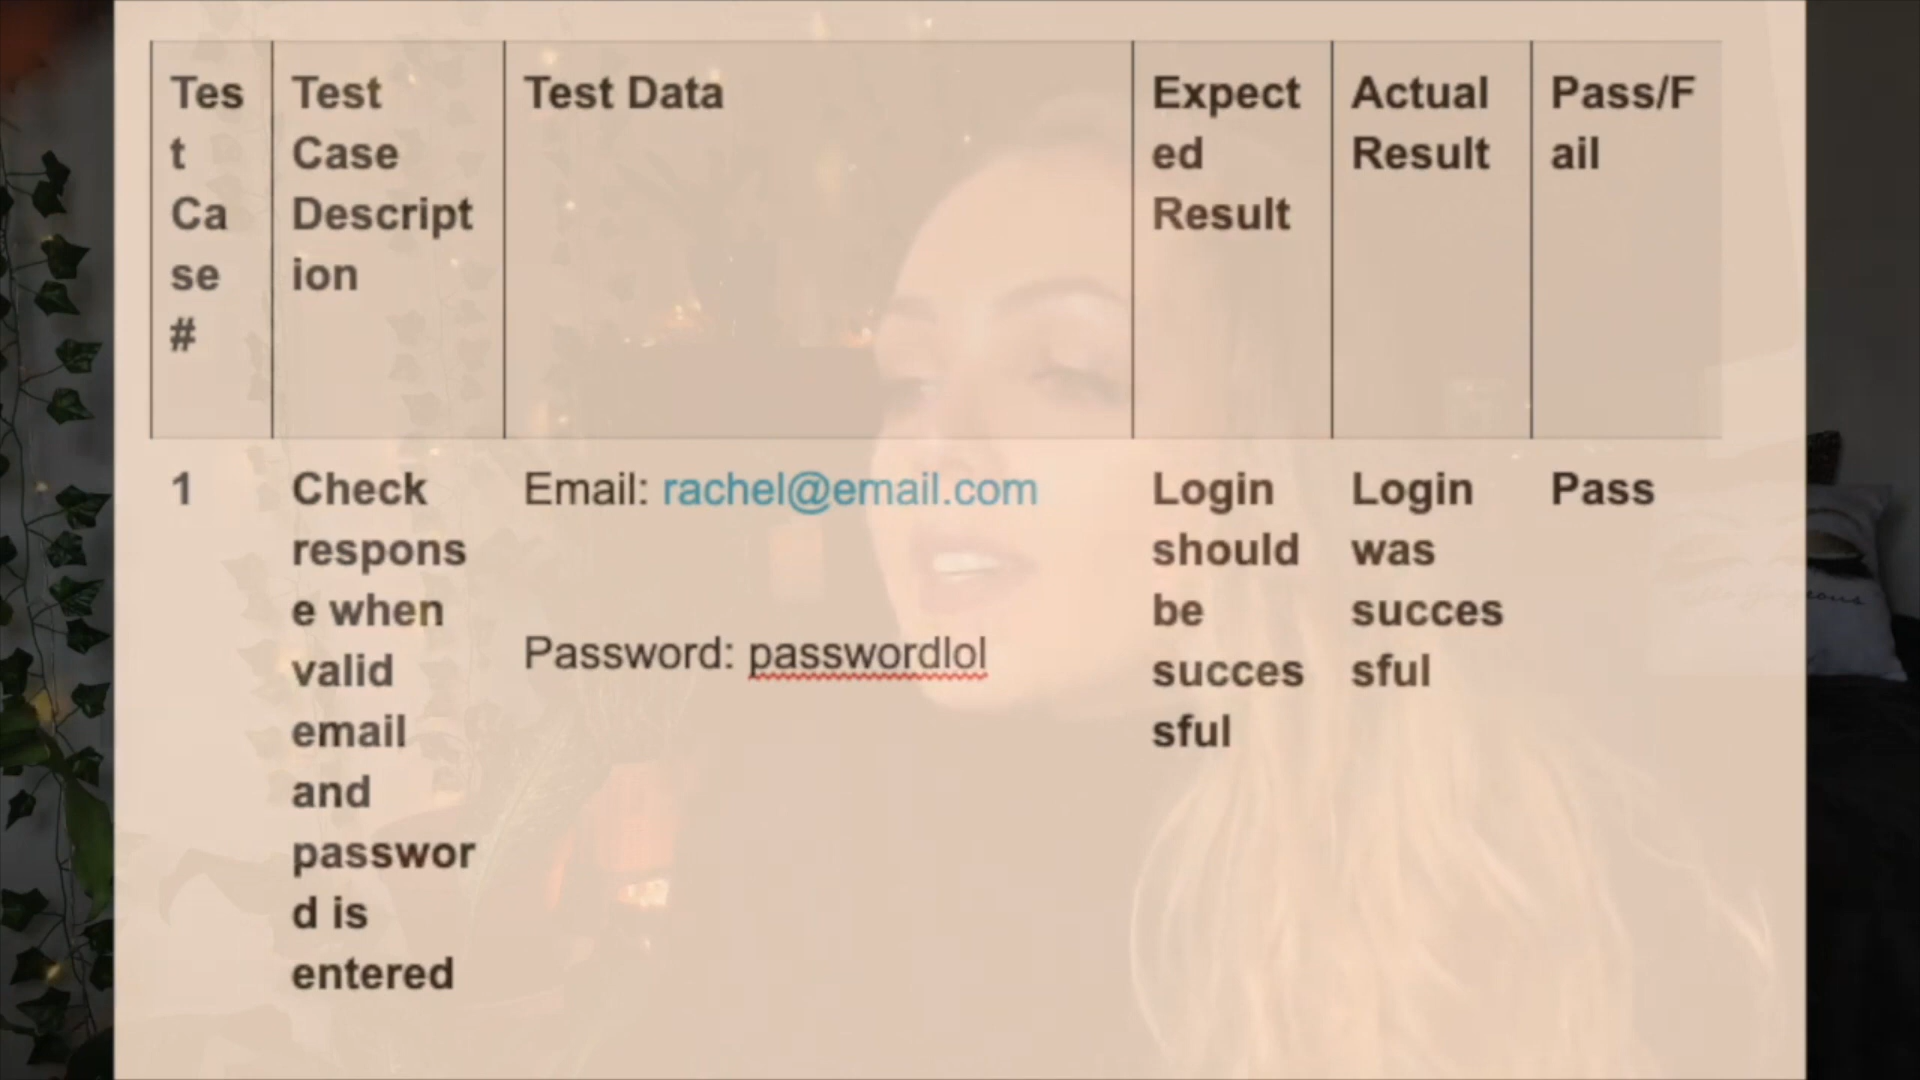 Tes
t
Ca
se
#
Test
Case
Descript
ion
Test Data
Expect
ed
Result
Actual
Result
Pass/F
ail
1
Check
respons
e when
valid
email
and
passwor
d is
entered
Email: rachel@email.com
Password: passwordlol
Login
should
be
succes
sful
Login
was
succes
sful
Pass